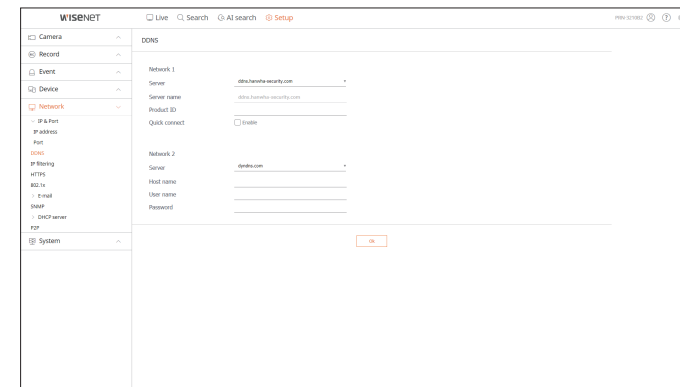 WISENET
Live Search AI search Setup
PRN-3210B2
Camera
Record
Event
Device
Network
IP & Port
IP address
Port
DDNS
IP filtering
HTTPS
802.1x
E-mail
SNMP
DHCP server
P2P
System
DDNS
Network 1
Server ddns.hanwha-security.com
Server name ddns.hanwha-security.com
Product ID
Quick connect Enable
Network 2
Server dyndns.com
Host name
User name
Password
Ok